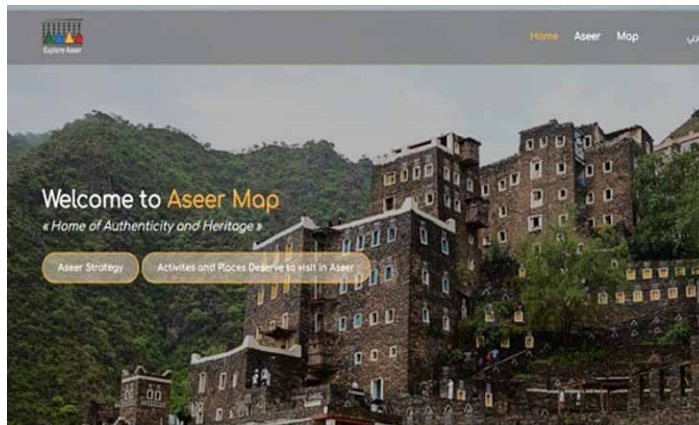 Explore Aseer
Home Aseer Map
Welcome to Aseer Map
« Home of Authenticity and Heritage »
Aseer Strategy
Activites and Places Deserve to visit in Aseer